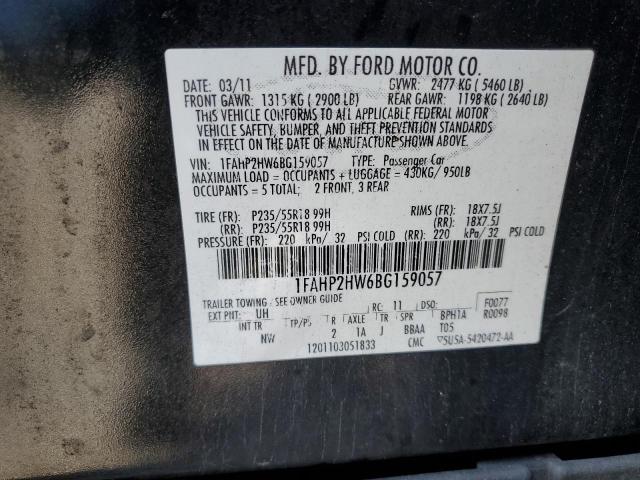 MFD. BY FORD MOTOR CO.
DATE: 03/11 GVWR: 2477 KG ( 5460 LB)
FRONT GAWR: 1315 KG ( 2900 LB) REAR GAWR: 1198 KG ( 2640 LB)
THIS VEHICLE CONFORMS TO ALL APPLICABLE FEDERAL MOTOR
VEHICLE SAFETY, BUMPER, AND THEFT PREVENTION STANDARDS
IN EFFECT ON THE DATE OF MANUFACTURE SHOWN ABOVE.
VIN: 1FAHP2HW6BG159057 TYPE: Passenger Car
MAXIMUM LOAD = OCCUPANTS + LUGGAGE = 430KG/ 950LB
OCCUPANTS = 5 TOTAL; 2 FRONT, 3 REAR
TIRE (FR): P235/55R18 99H RIMS (FR): 18X7.5J
(RR): P235/55R18 99H (RR): 18X7.5J
PRESSURE (FR): 220 kPa/ 32 PSI COLD (RR): 220 kPa/ 32 PSI COLD
1FAHP2HW6BG159057
TRAILER TOWING / SEE OWNER GUIDE
EXT PNT: UH RC: 11 DSO: F0077
INT TR TP/PS R AXLE TR SPR BPH1A R0098
NW 2 1A J BBAA T05
1201103051833 CMC 5U5A-5420472-AA